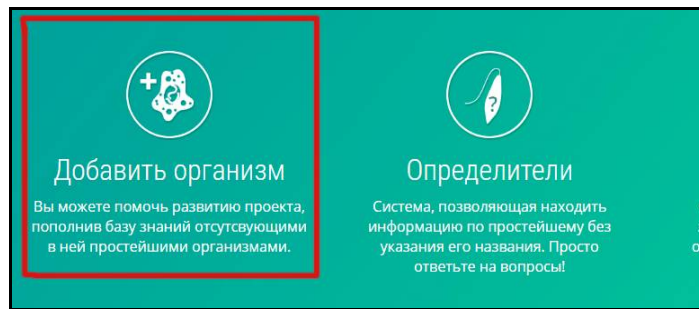 Добавить организм
Вы можете помочь развитию проекта,
пополнив базу знаний отсутсвующими
в ней простейшими организмами.
Определители
Система, позволяющая находить
информацию по простейшему без
указания его названия. Просто
ответьте на вопросы!